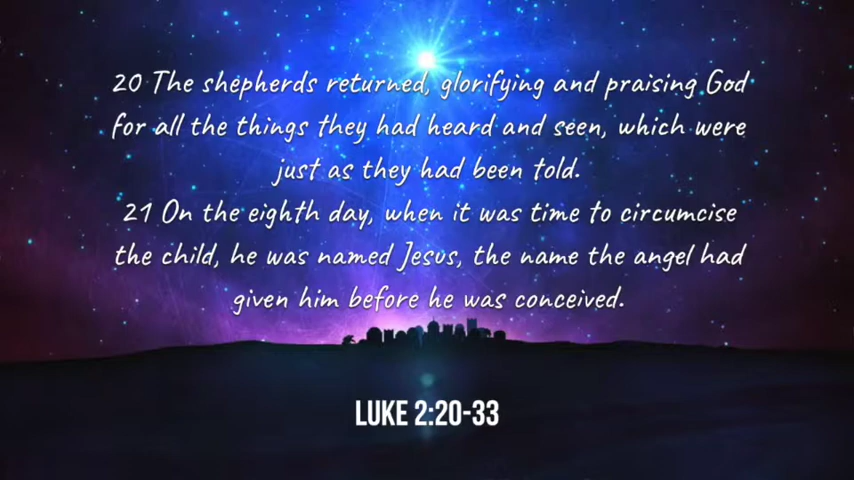 20 The shepherds returned, glorifying and praising God
for all the things they had heard and seen, which were
just as they had been told.
21 On the eighth day, when it was time to circumcise
the child, he was named Jesus, the name the angel had
given him before he was conceived.
LUKE 2:20-33